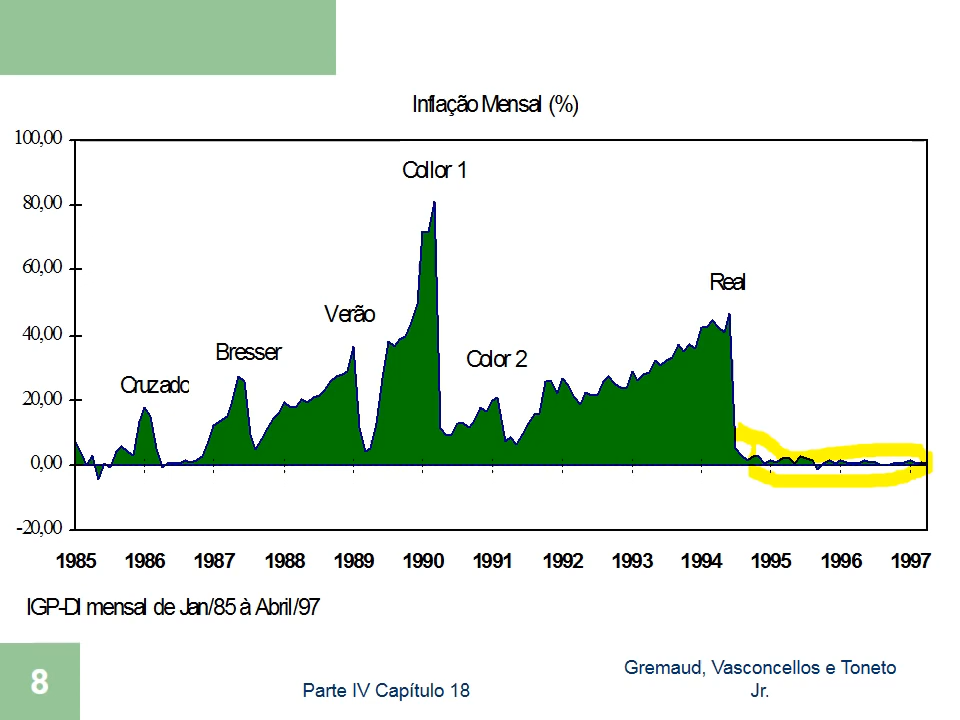 Inflação Mensal (%)
100,00
80,00
60,00
40,00
20,00
0,00
-20,00
Collor 1
Real
Verão
Bresser
Color 2
Cruzado
1985 1986 1987 1988 1989 1990 1991 1992 1993 1994 1995 1996 1997
IGP-DI mensal de Jan/85 à Abril/97
8
Parte IV Capítulo 18
Gremaud, Vasconcellos e Toneto
Jr.